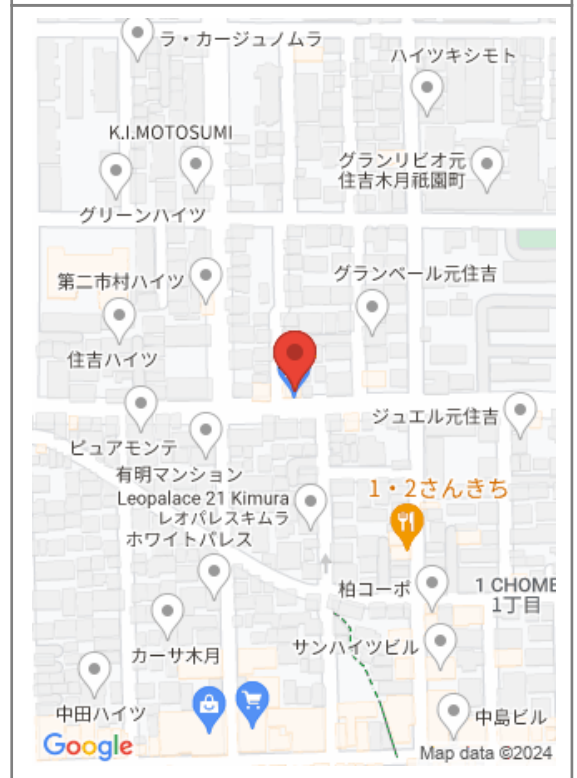 ラ・カージュノムラ
ハイツキシモト
K.I.MOTOSUMI
グランリビオ元
住吉木月祇園町
グリーンハイツ
第二市村ハイツ
グランベール元住吉
住吉ハイツ
ジュエル元住吉
ピュアモンテ
有明マンション
Leopalace 21 Kimura
レオパレスキムラ
1・2さんきち
ホワイトパレス
柏コーポ
1 CHOME
1丁目
カーサ木月
サンハイツビル
中田ハイツ
中島ビル
Google
Map data ©2024